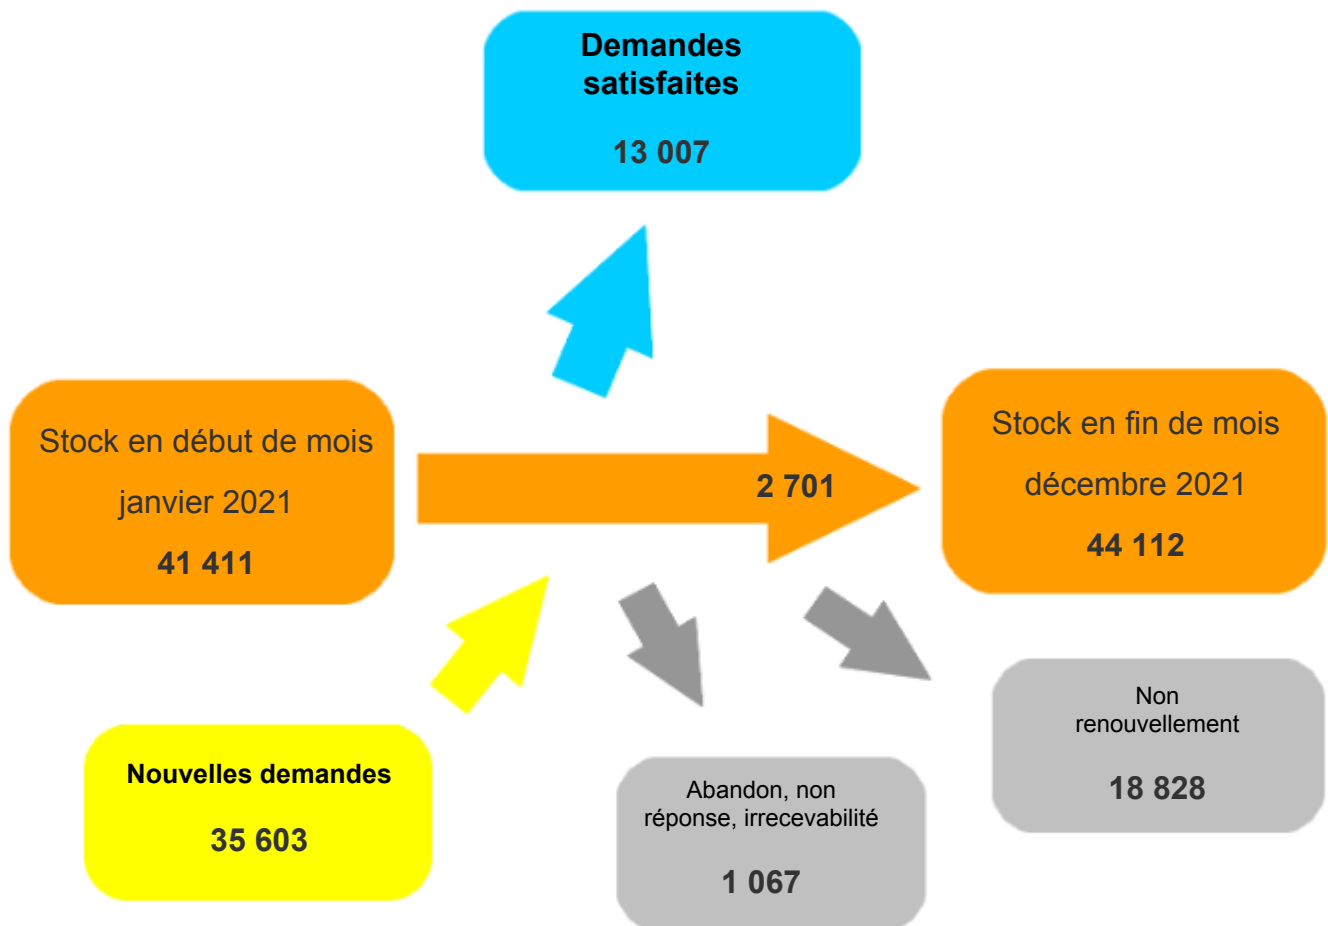 Demandes
satisfaites
13 007
Stock en début de mois
janvier 2021
41 411
2 701
Stock en fin de mois
décembre 2021
44 112
Nouvelles demandes
35 603
Abandon, non
réponse, irrecevabilité
1 067
Non
renouvellement
18 828